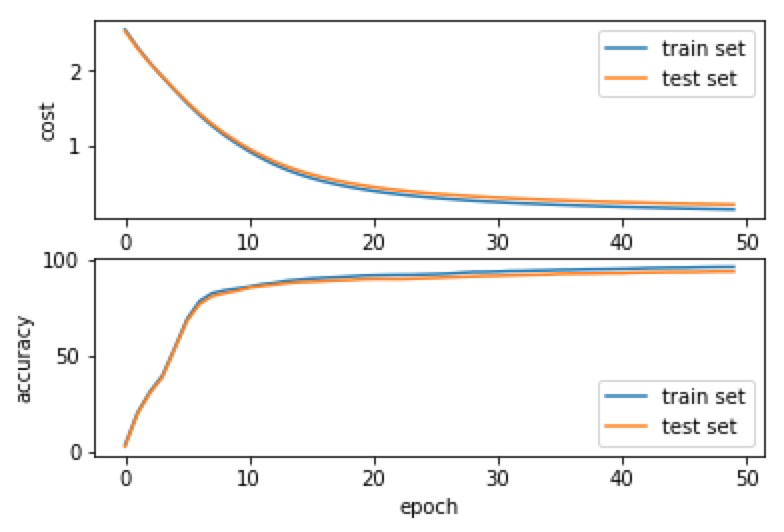 2
1
cost
train set
test set
0 10 20 30 40 50
100
50
0
accuracy
train set
test set
0 10 20 30 40 50
epoch